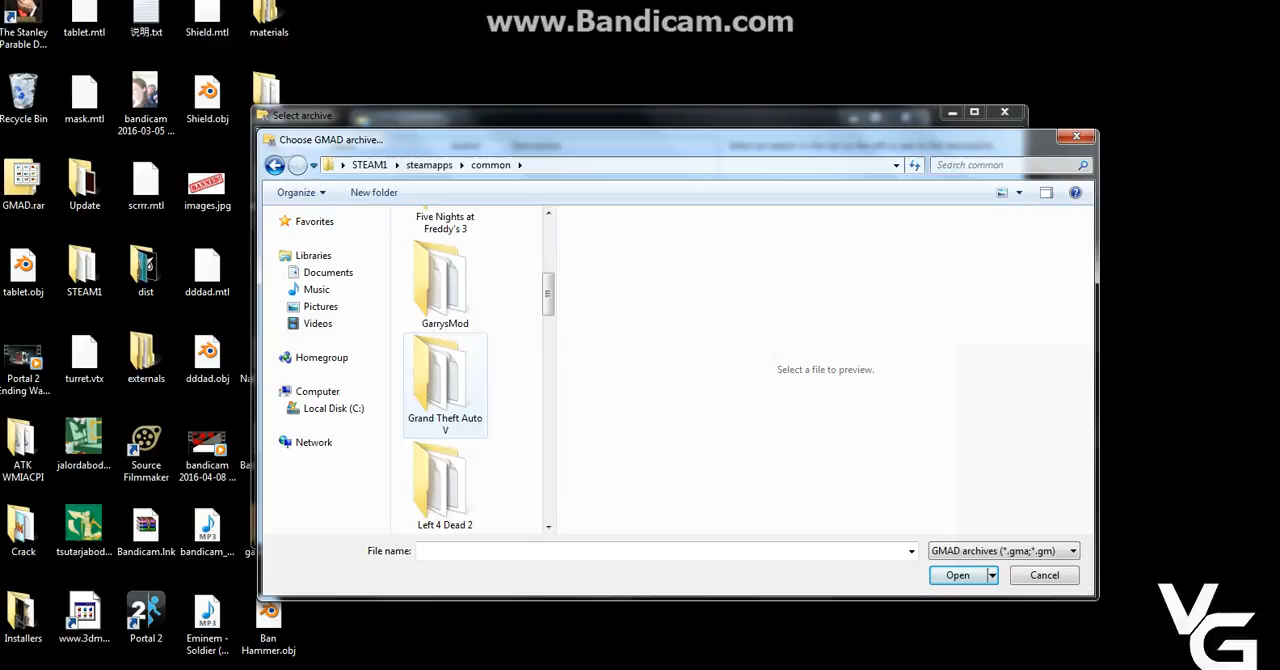 www.Bandicam.com
The Stanley
Parable D...
tablet.mtl
说明.txt
Shield.mtl
materials
Recycle Bin
mask.mtl
bandicam
2016-03-05 ...
Shield.obj
GMAD.rar
Update
scrrr.mtl
BANNED!
images.jpg
tablet.obj
STEAM1
dist
dddad.mtl
Portal 2
Ending Wa...
turret.vtx
externals
dddad.obj
ATK
WMIACPI
jalordabod...
Source
Filmmaker
bandicam
2016-04-08 ...
Crack
tsutarjabod...
Bandicam.lnk
bandicam_...
MP3
Installers
www.3dm...
Portal 2
Eminem -
Soldier (...
MP3
Ban
Hammer.obj
Select archive
Choose GMAD archive...
STEAM1
steamapps
common
Search common
Organize
New folder
Favorites
Libraries
Documents
Music
Pictures
Videos
Homegroup
Computer
Local Disk (C:)
Network
Five Nights at
Freddy's 3
GarrysMod
Grand Theft Auto
V
Left 4 Dead 2
Select a file to preview.
File name:
GMAD archives (*.gma;*.gm)
Open
Cancel
VG